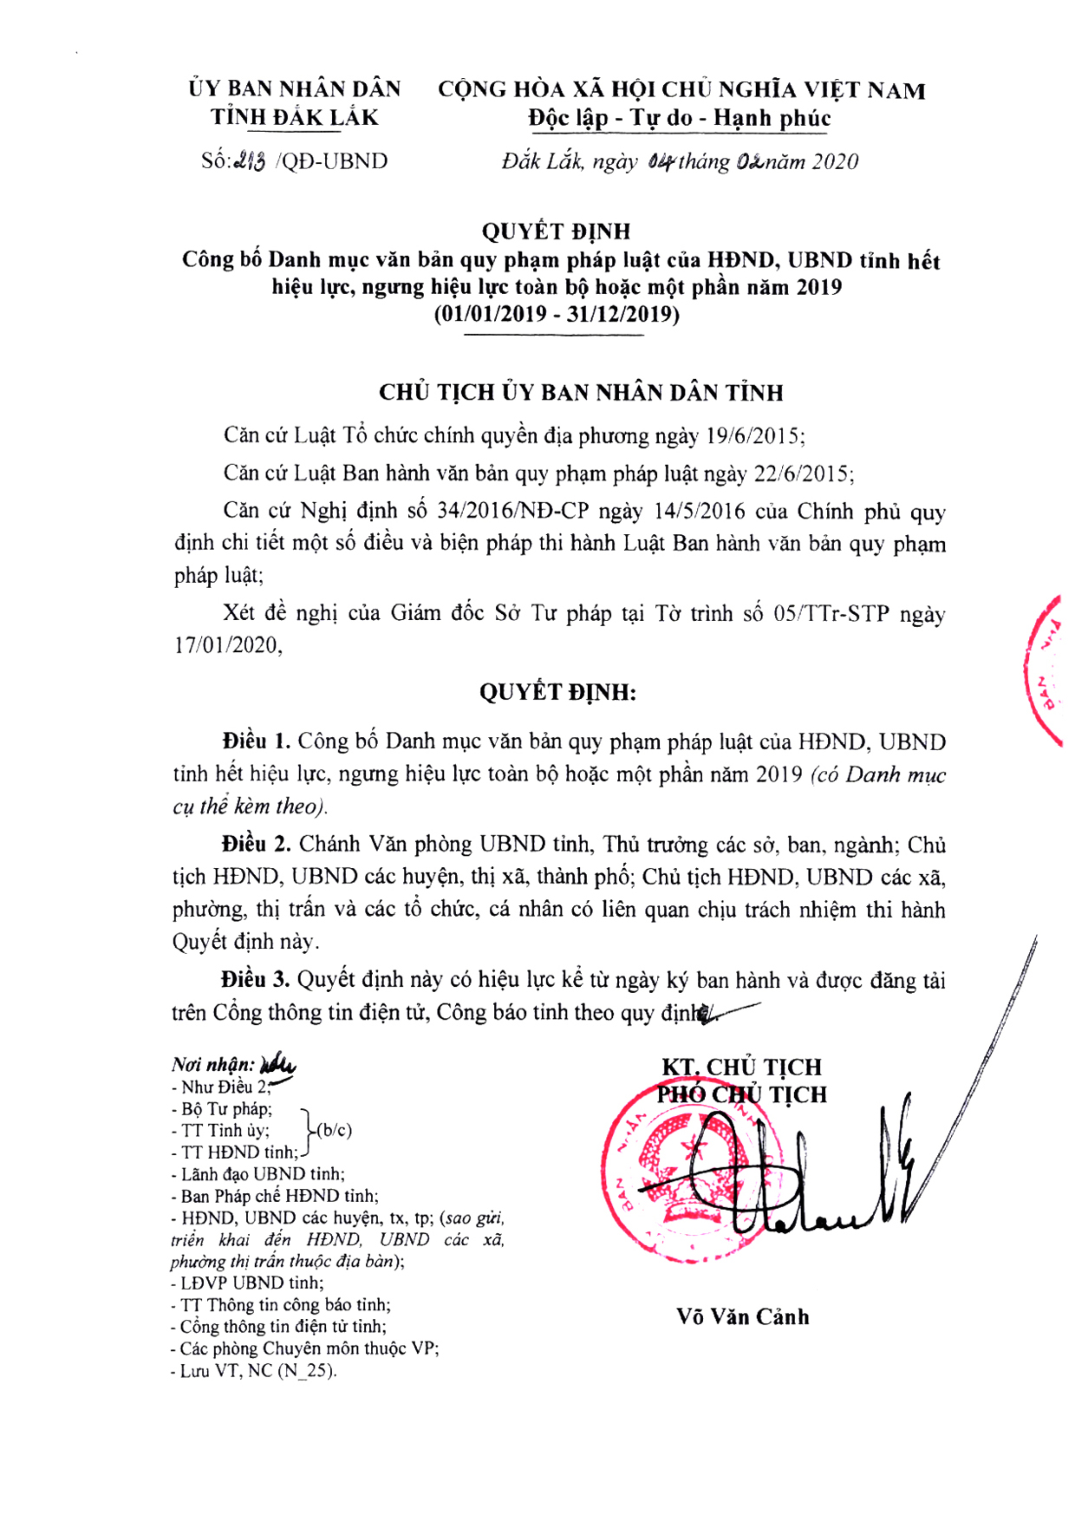 ỦY BAN NHÂN DÂN
TỈNH ĐẮK LẮK
CỘNG HÒA XÃ HỘI CHỦ NGHĨA VIỆT NAM
Độc lập - Tự do - Hạnh phúc
Số: 213 /QĐ-UBND
Đắk Lắk, ngày 04 tháng 02 năm 2020
QUYẾT ĐỊNH
Công bố Danh mục văn bản quy phạm pháp luật của HĐND, UBND tỉnh hết
hiệu lực, ngưng hiệu lực toàn bộ hoặc một phần năm 2019
(01/01/2019 - 31/12/2019)
CHỦ TỊCH ỦY BAN NHÂN DÂN TỈNH
Căn cứ Luật Tổ chức chính quyền địa phương ngày 19/6/2015;
Căn cứ Luật Ban hành văn bản quy phạm pháp luật ngày 22/6/2015;
Căn cứ Nghị định số 34/2016/NĐ-CP ngày 14/5/2016 của Chính phủ quy
định chi tiết một số điều và biện pháp thi hành Luật Ban hành văn bản quy phạm
pháp luật;
Xét đề nghị của Giám đốc Sở Tư pháp tại Tờ trình số 05/TTr-STP ngày
17/01/2020,
QUYẾT ĐỊNH:
Điều 1. Công bố Danh mục văn bản quy phạm pháp luật của HĐND, UBND
tỉnh hết hiệu lực, ngưng hiệu lực toàn bộ hoặc một phần năm 2019 (có Danh mục
cụ thể kèm theo).
Điều 2. Chánh Văn phòng UBND tỉnh, Thủ trưởng các sở, ban, ngành; Chủ
tịch HĐND, UBND các huyện, thị xã, thành phố; Chủ tịch HĐND, UBND các xã,
phường, thị trấn và các tổ chức, cá nhân có liên quan chịu trách nhiệm thi hành
Quyết định này.
Điều 3. Quyết định này có hiệu lực kể từ ngày ký ban hành và được đăng tải
trên Cổng thông tin điện tử, Công báo tỉnh theo quy định.
Nơi nhận:
- Như Điều 2;
- Bộ Tư pháp;
- TT Tỉnh ủy; (b/c)
- TT HĐND tỉnh;
- Lãnh đạo UBND tỉnh;
- Ban Pháp chế HĐND tỉnh;
- HĐND, UBND các huyện, tx, tp; (sao gửi,
triển khai đến HĐND, UBND các xã,
phường thị trấn thuộc địa bàn);
- LĐVP UBND tỉnh;
- TT Thông tin công báo tỉnh;
- Cổng thông tin điện tử tỉnh;
- Các phòng Chuyên môn thuộc VP;
- Lưu VT, NC (N_25).
KT. CHỦ TỊCH
PHÓ CHỦ TỊCH
Võ Văn Cảnh
BAN NHÂN
BAN NHÂN